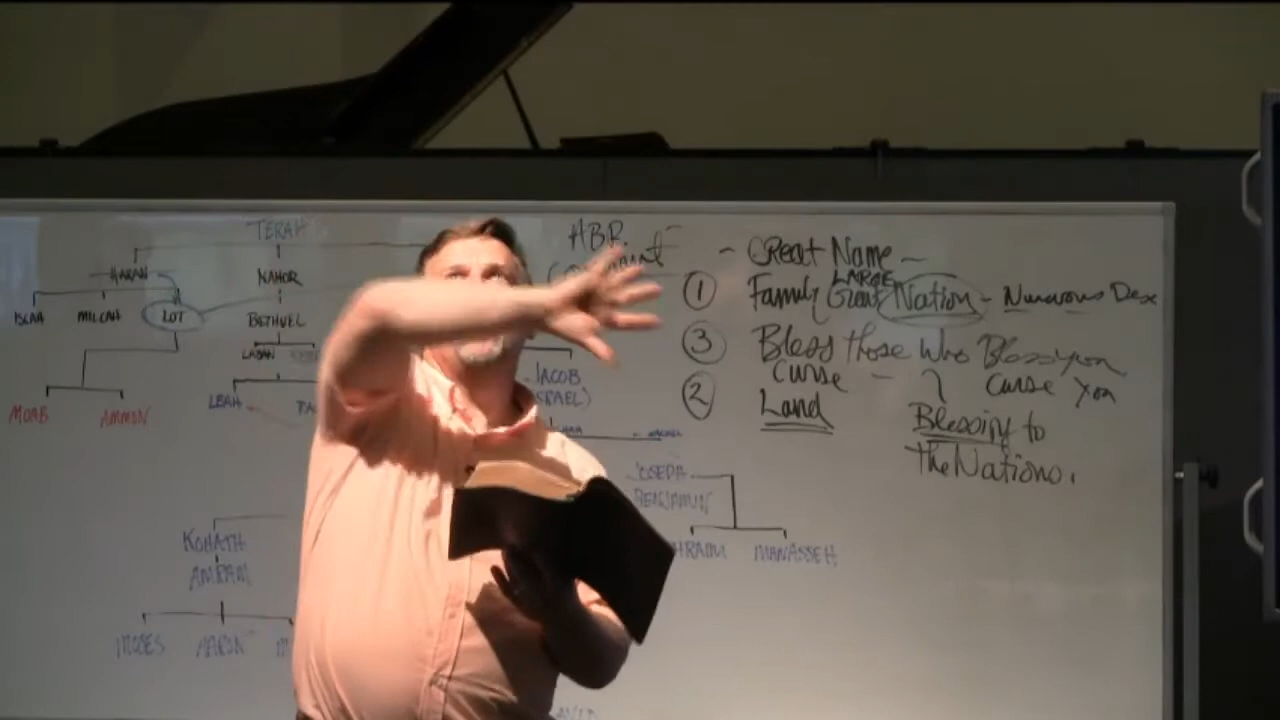 TERAH
HARAN
NAHOR
ISCAH
MILCAH
LOT
BETHUEL
LABAN
LEAH
MOAB
AMMON
JACOB
JOSEPH
BENJAMIN
MANASSEH
KOHATH
AMRAM
MOSES
AARON
ABR.
- Great Name -
LARGE
① Family Great Nation - Numerous Desc
③ Bless those who Bless you
Curse - Curse you
② Land
Blessing to
the Nations.